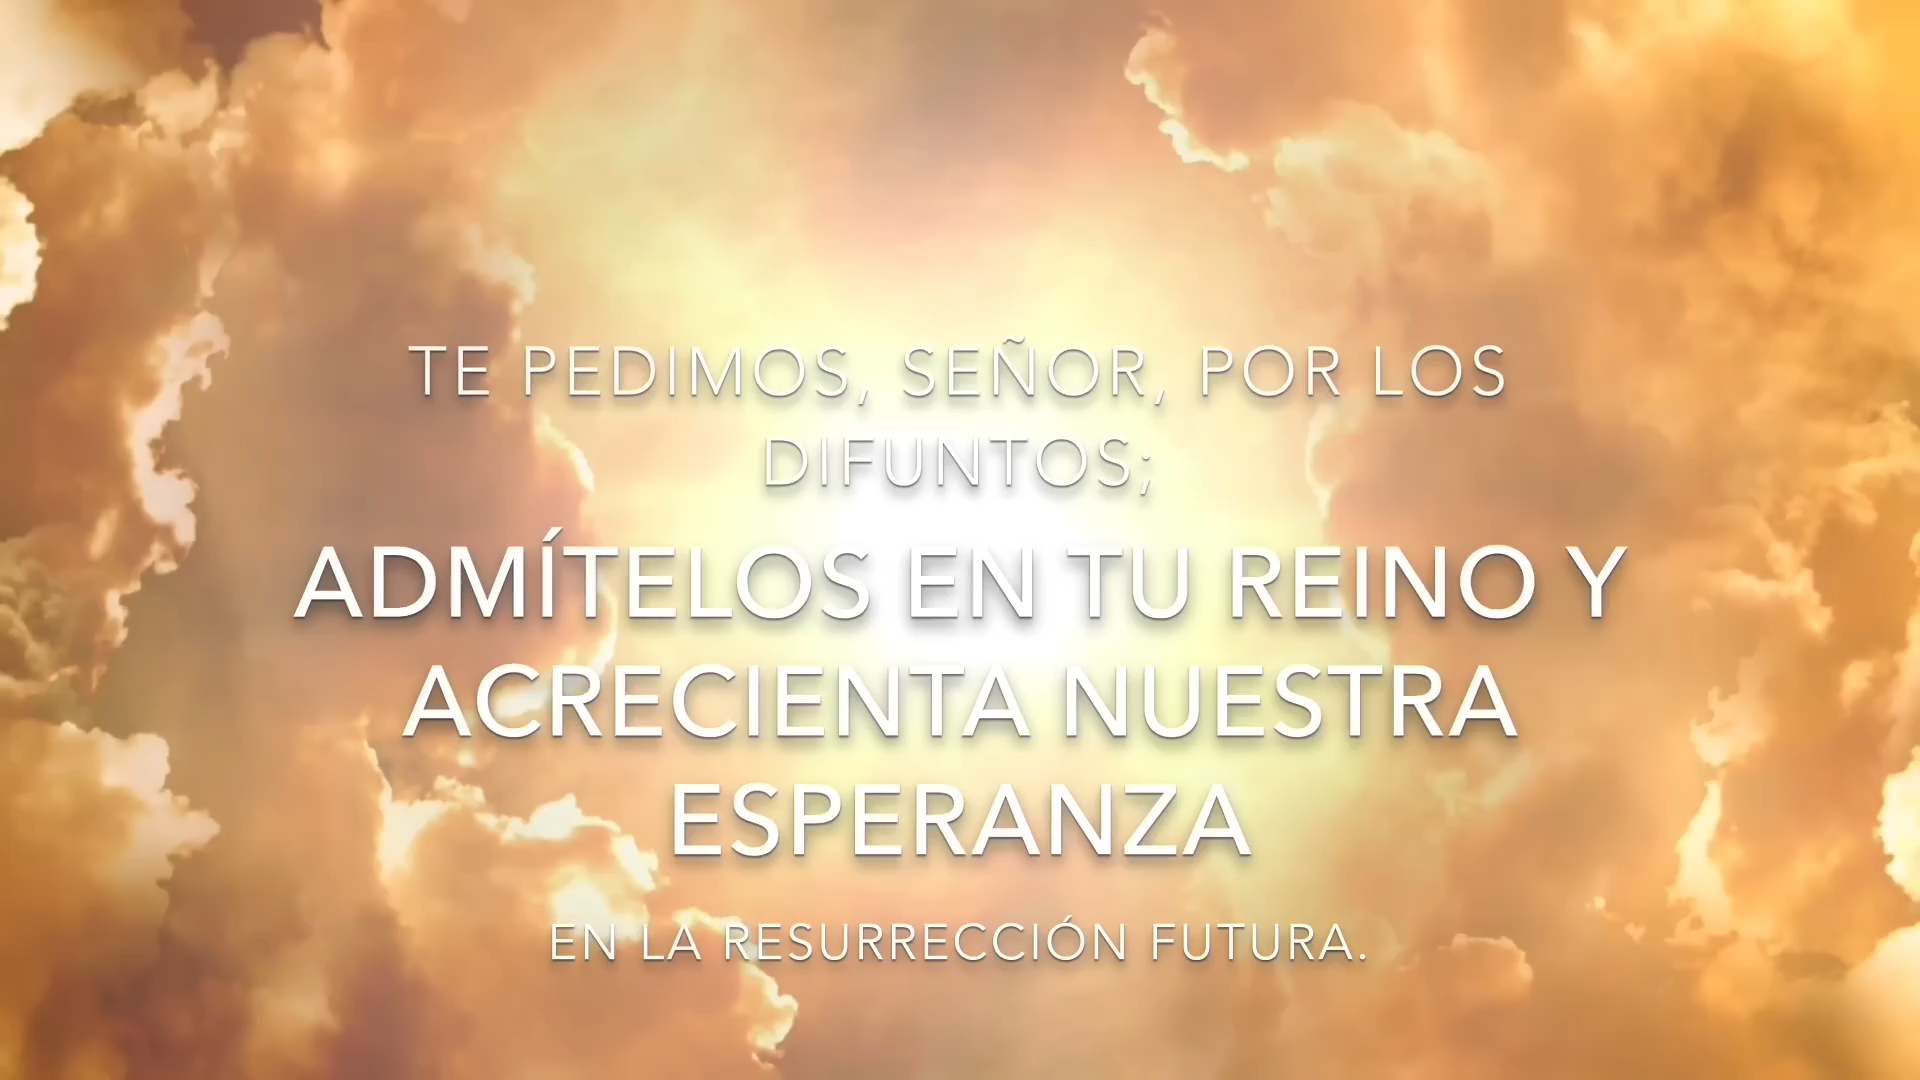 TE PEDIMOS, SEÑOR, POR LOS
DIFUNTOS;
ADMÍTELOS EN TU REINO Y
ACRECIENTA NUESTRA
ESPERANZA
EN LA RESURRECCIÓN FUTURA.